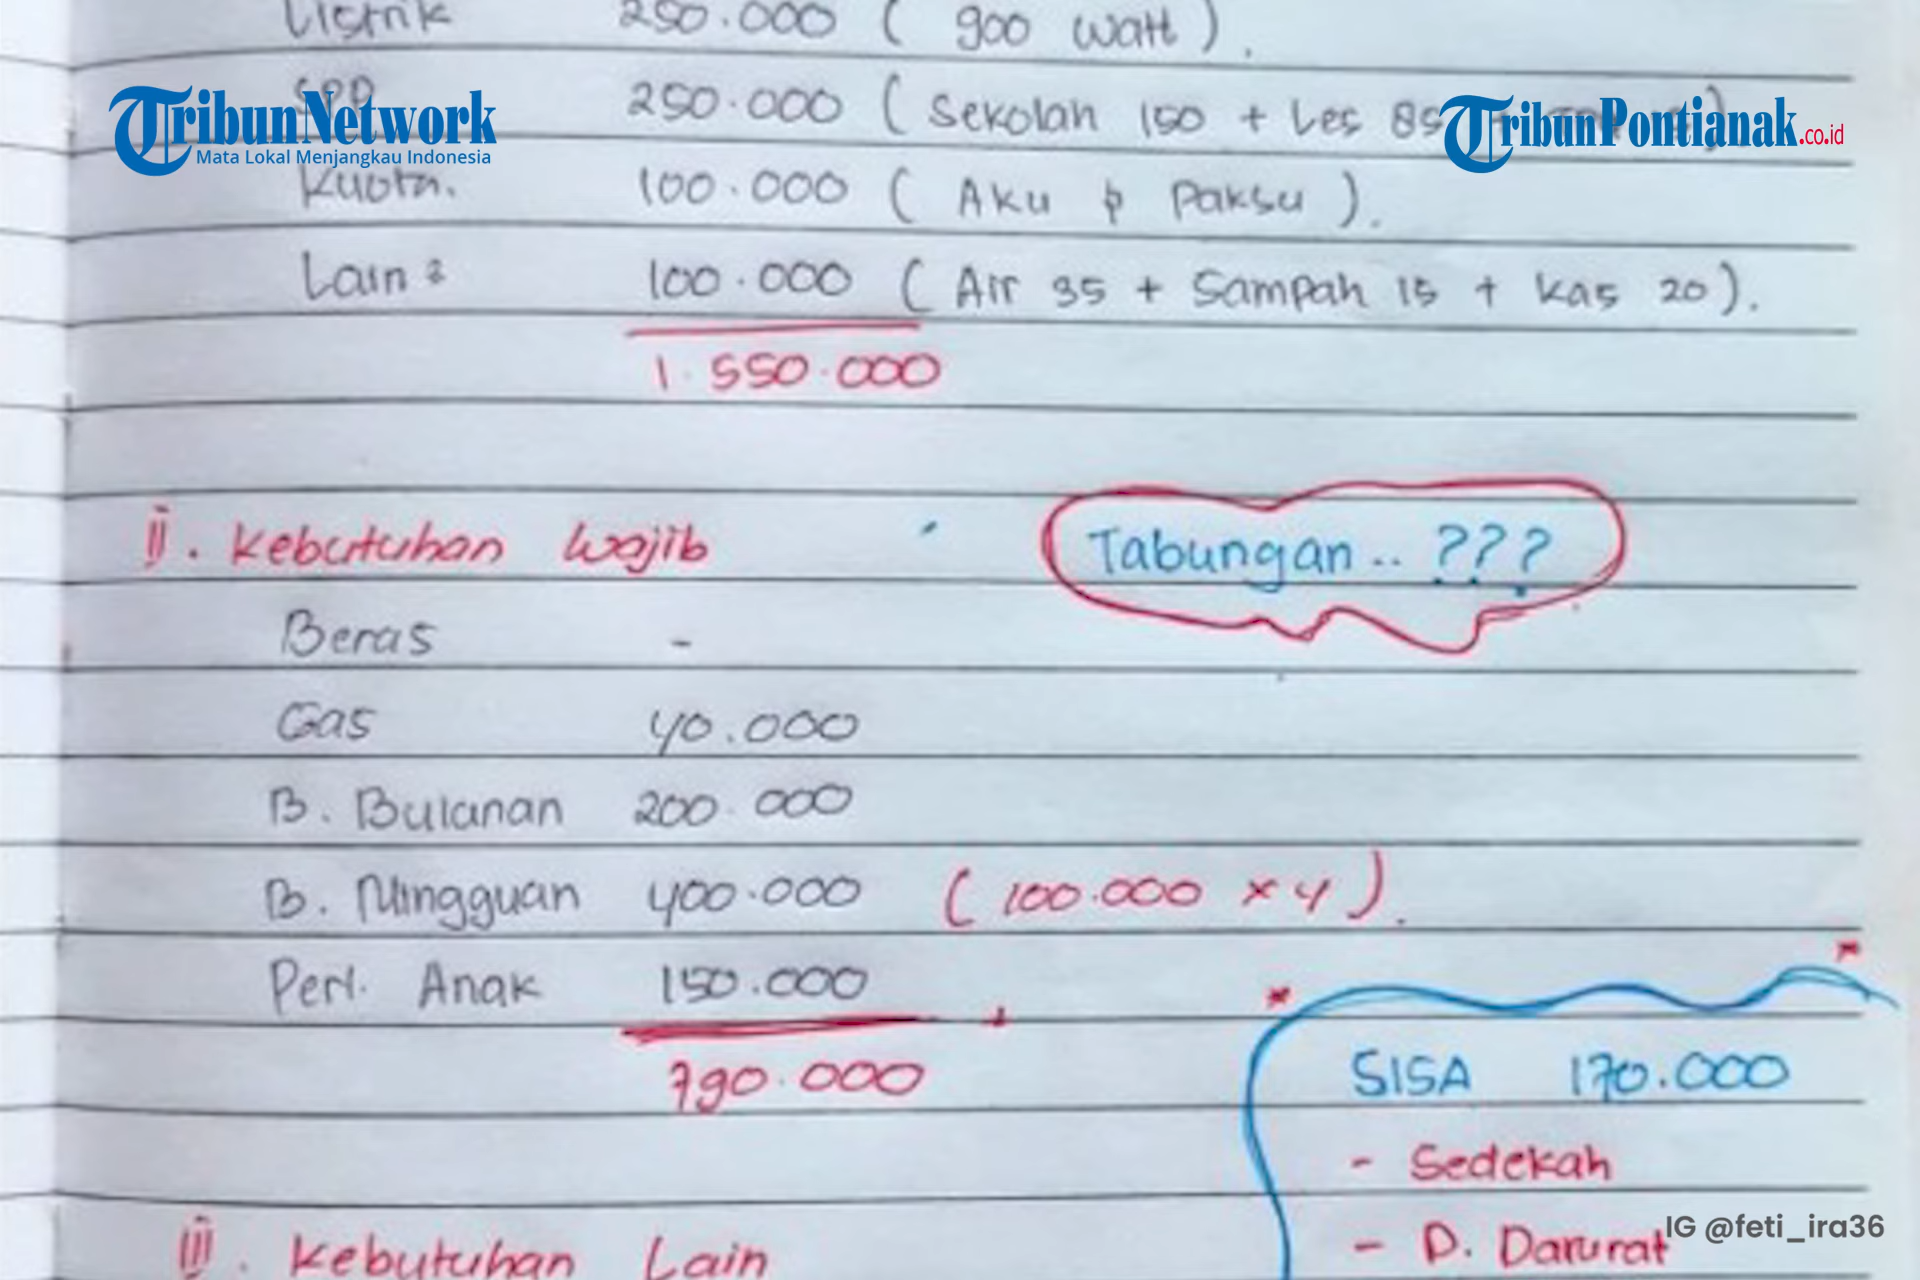 Listrik 250.000 ( 900 watt ).
SPP 250.000 ( Sekolah 150 + Les 85
TribunNetwork
Mata Lokal Menjangkau Indonesia
TribunPontianak.co.id
Kuota. 100.000 ( Aku & Paksu ).
Lain2 100.000 ( Air 35 + Sampah 15 + Kas 20 ).
1.550.000
II. Kebutuhan Wajib
Tabungan.. ???
Beras -
Gas 40.000
B. Bulanan 200.000
B. Mingguan 400.000 ( 100.000 x 4 ).
Perl. Anak 150.000 +
790.000
SISA 170.000
- Sedekah
III. Kebutuhan Lain
- D. Darurat
IG @feti_ira36